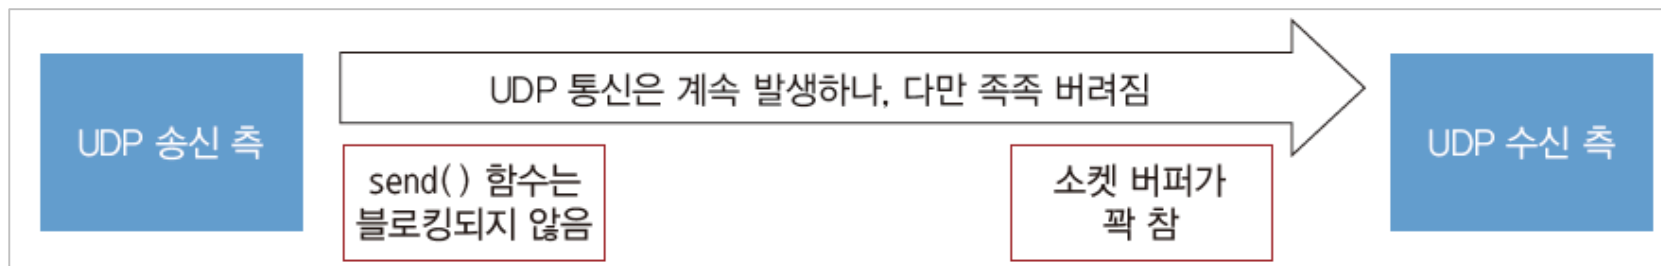 UDP 송신 측
UDP 통신은 계속 발생하나, 다만 족족 버려짐
send() 함수는
블로킹되지 않음
소켓 버퍼가
꽉 참
UDP 수신 측